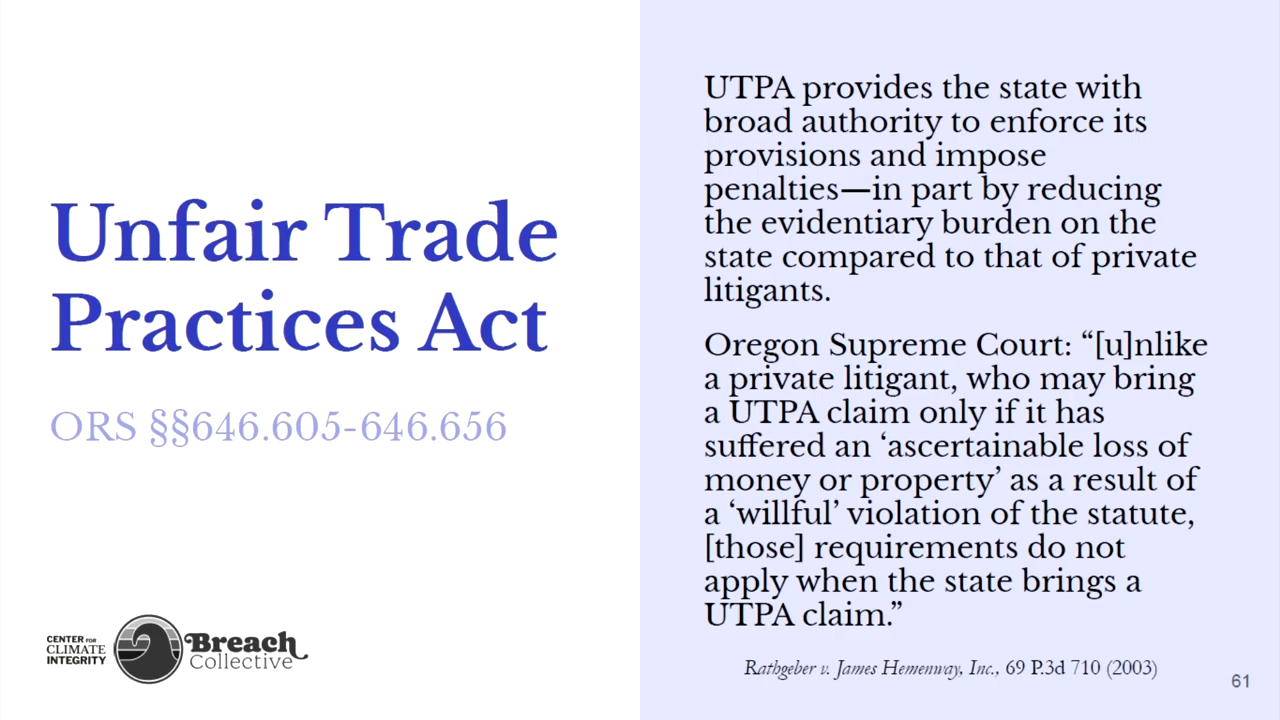 Unfair Trade
Practices Act
ORS §§646.605-646.656
CENTER FOR
CLIMATE
INTEGRITY
Breach
Collective
UTPA provides the state with
broad authority to enforce its
provisions and impose
penalties—in part by reducing
the evidentiary burden on the
state compared to that of private
litigants.
Oregon Supreme Court: “[u]nlike
a private litigant, who may bring
a UTPA claim only if it has
suffered an ‘ascertainable loss of
money or property’ as a result of
a ‘willful’ violation of the statute,
[those] requirements do not
apply when the state brings a
UTPA claim.”
Rathgeber v. James Hemenway, Inc., 69 P.3d 710 (2003)
61